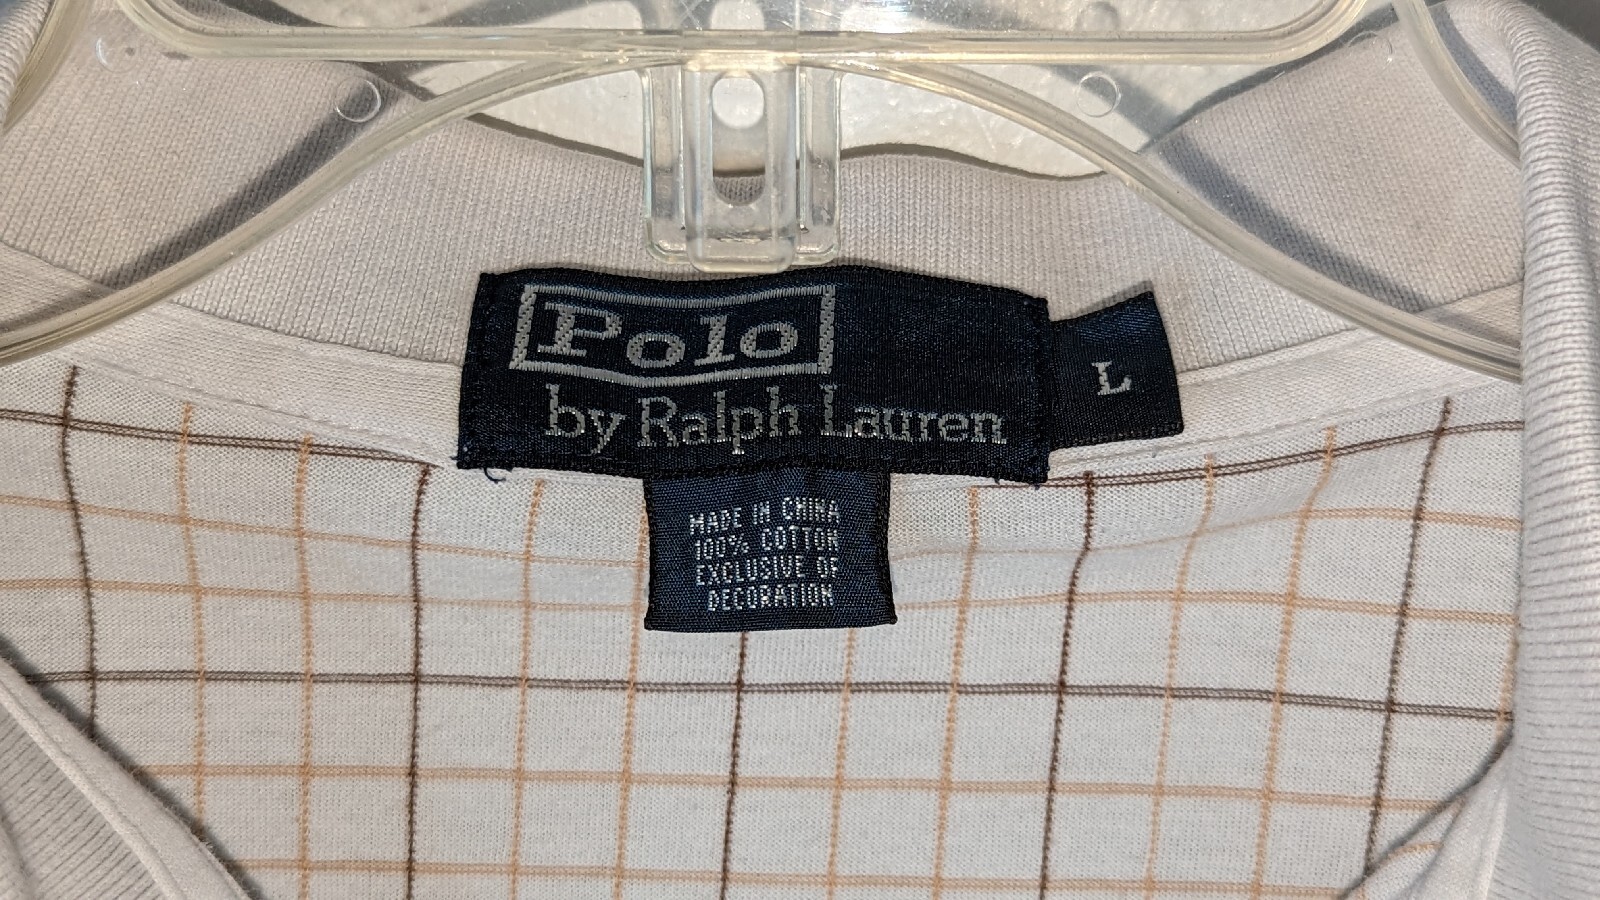 Polo
by Ralph Lauren
L
MADE IN CHINA
100% COTTON
EXCLUSIVE OF
DECORATION